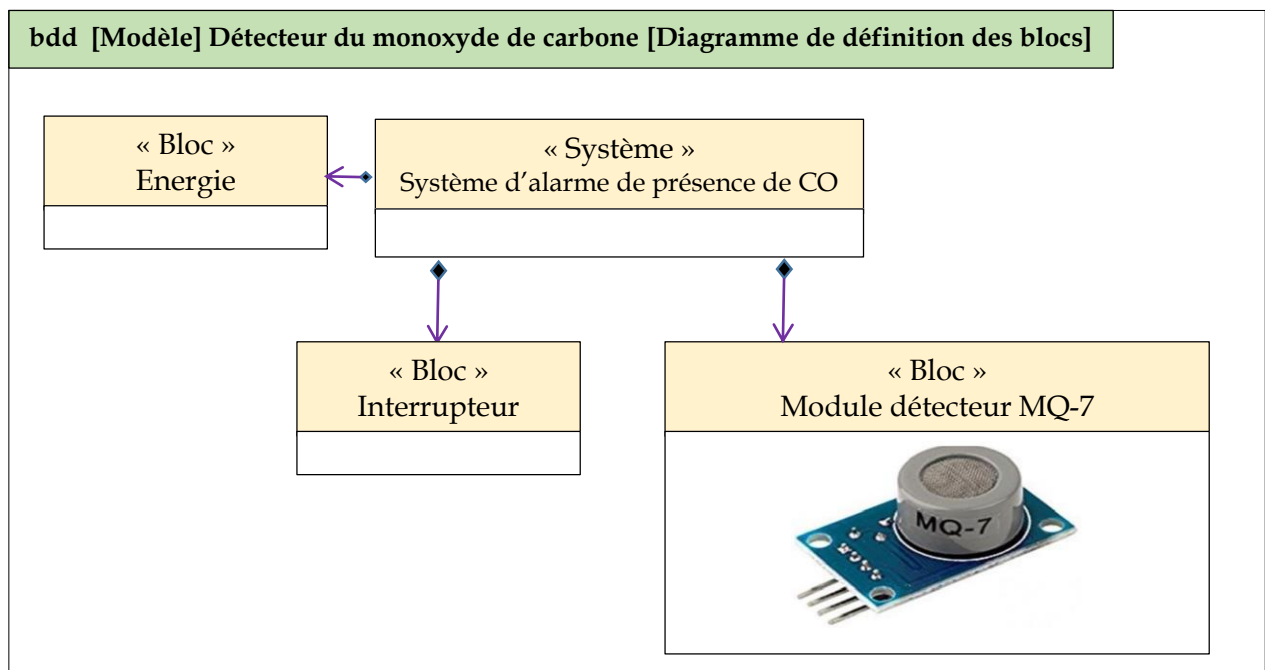 bdd [Modèle] Détecteur du monoxyde de carbone [Diagramme de définition des blocs]
« Bloc »
Energie
« Système »
Système d’alarme de présence de CO
« Bloc »
Interrupteur
« Bloc »
Module détecteur MQ-7
MQ-7